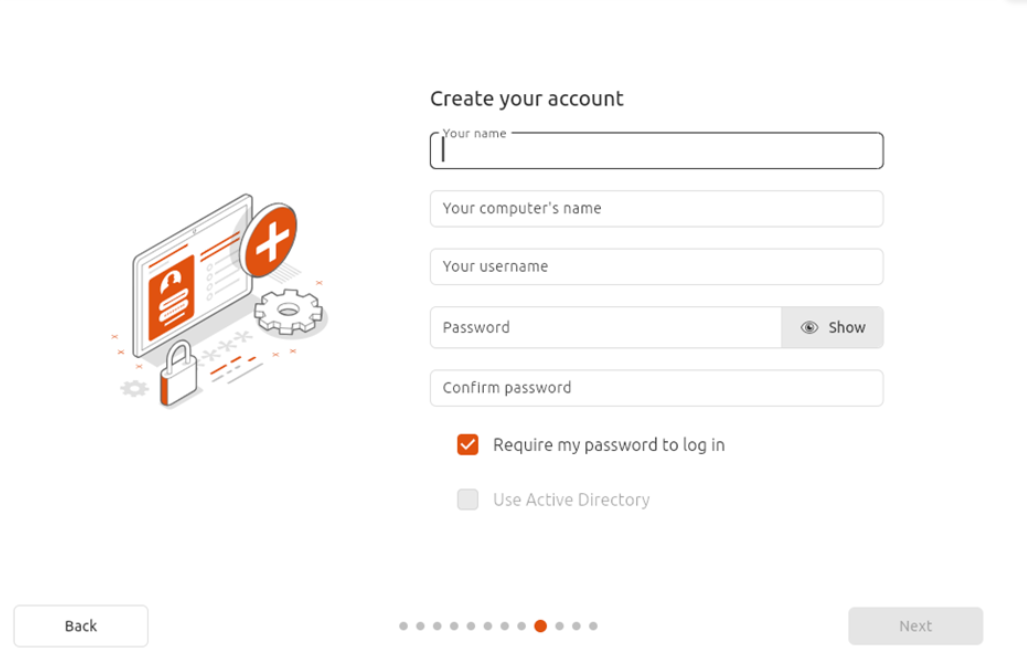 Create your account
Your name
Your computer's name
Your username
Password
Show
Confirm password
Require my password to log in
Use Active Directory
Back
Next